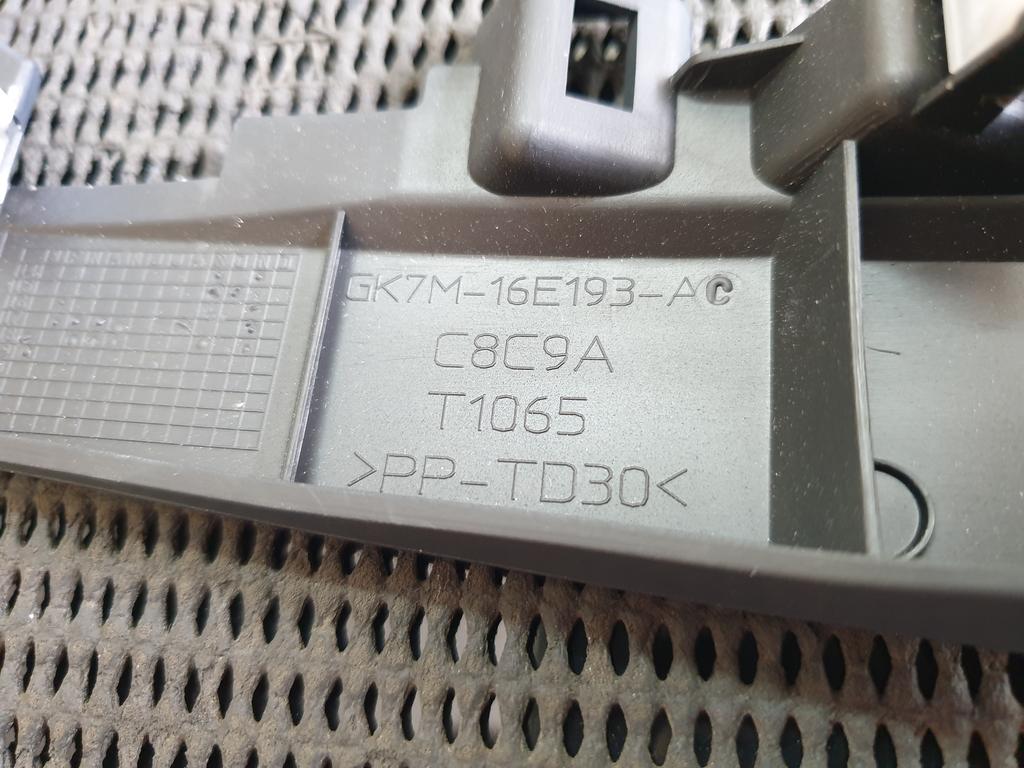 GK7M-16E193-AC
C8C9A
T1065
>PP-TD30<